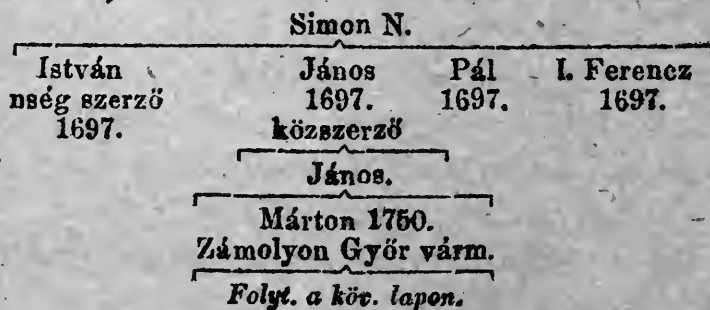 Simon N.
István János Pál I. Ferencz
nség szerző 1697. 1697. 1697.
1697. közszerző
János.
Márton 1750.
Zámolyon Győr várm.
Folyt. a köv. lapon.